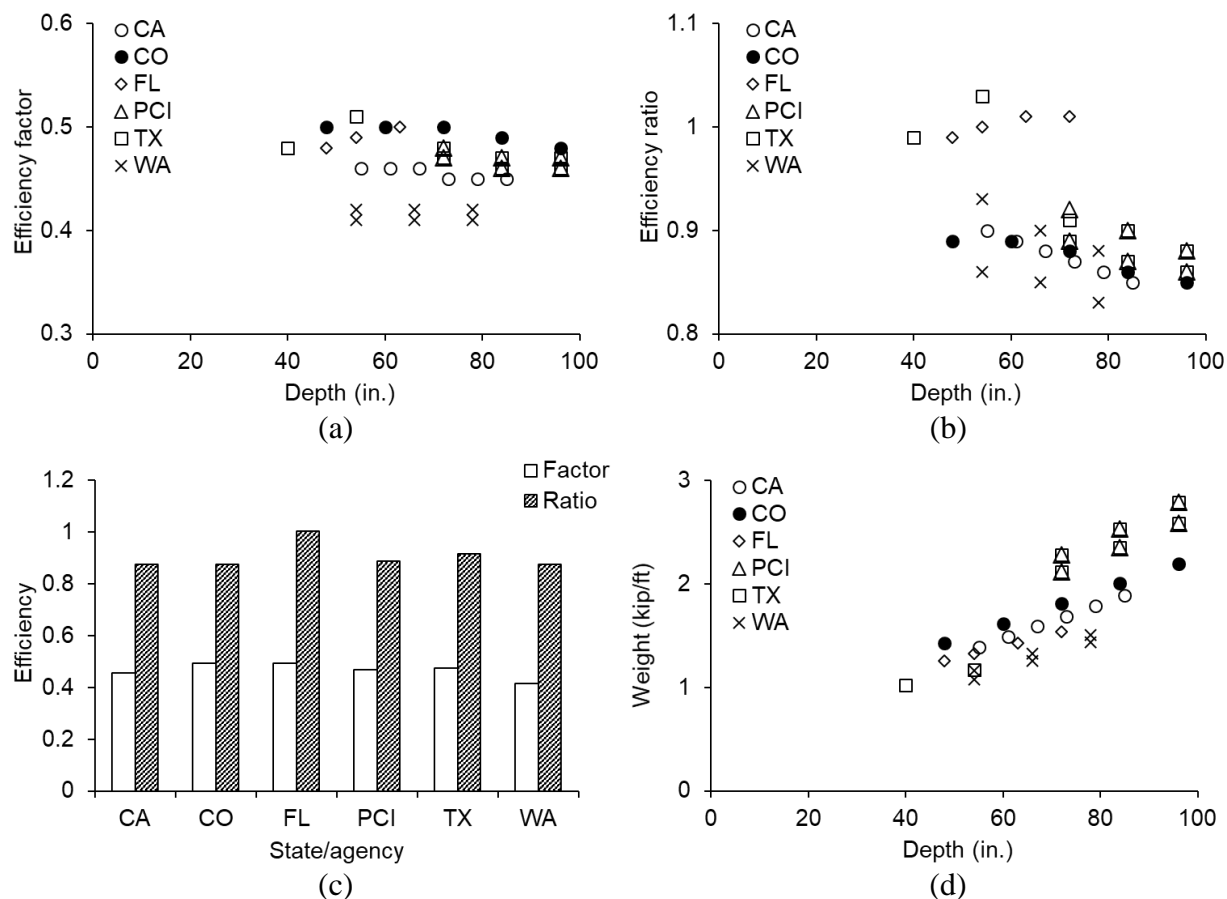 0.6
0.5
0.4
0.3
0 20 40 60 80 100
Efficiency factor
Depth (in.)
CA
CO
FL
PCI
TX
WA
(a)
1.1
1
0.9
0.8
0 20 40 60 80 100
Efficiency ratio
Depth (in.)
CA
CO
FL
PCI
TX
WA
(b)
1.2
1
0.8
0.6
0.4
0.2
0
Efficiency
Factor
Ratio
CA CO FL PCI TX WA
State/agency
(c)
3
2
1
0
0 20 40 60 80 100
Weight (kip/ft)
Depth (in.)
CA
CO
FL
PCI
TX
WA
(d)